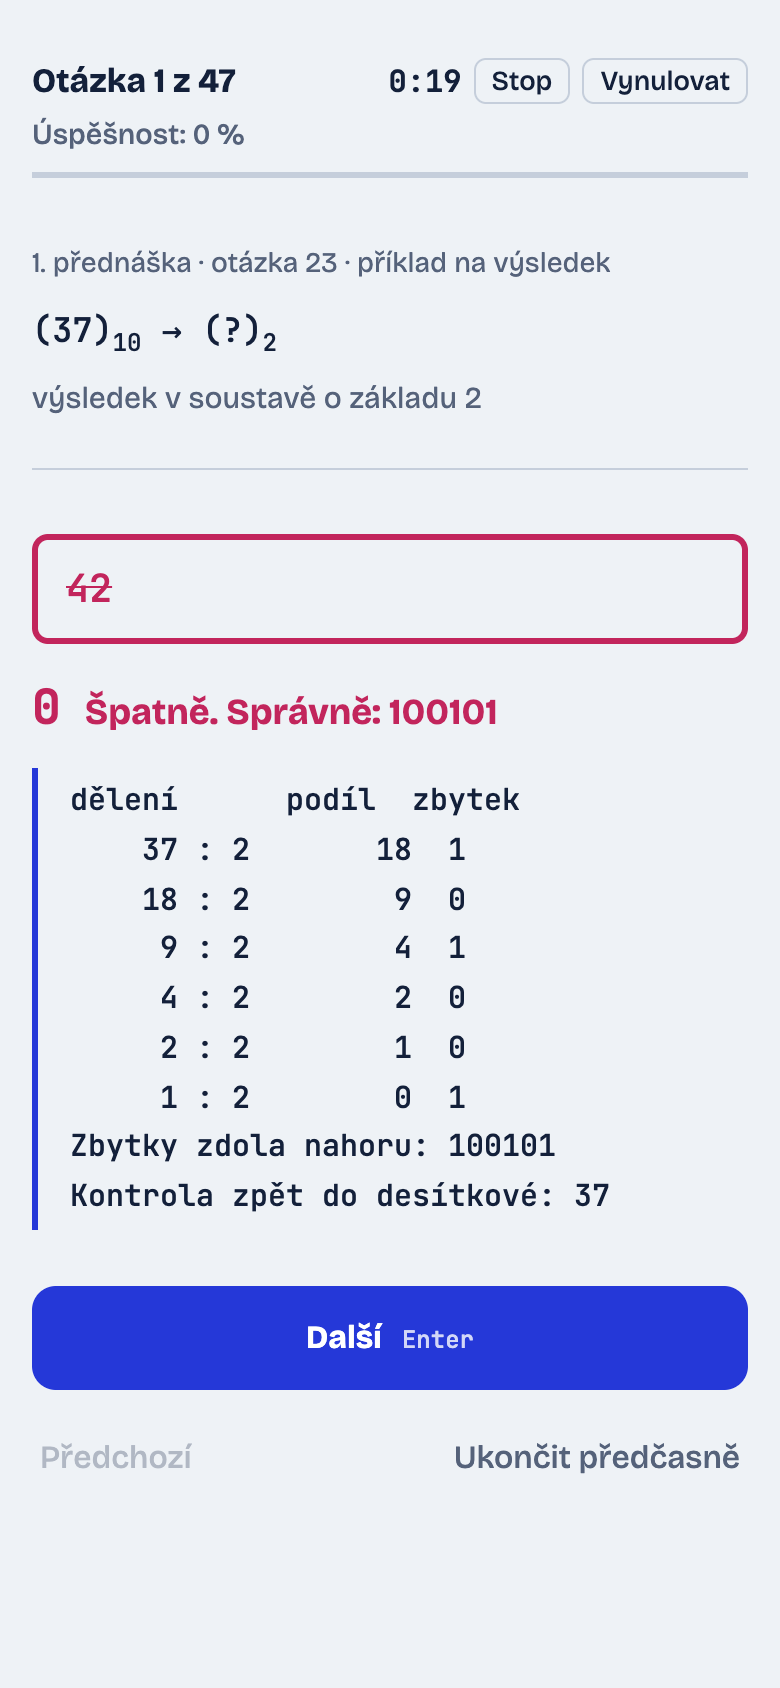 Otázka 1 z 47
0:19 Stop Vynulovat
Úspěšnost: 0 %
1. přednáška · otázka 23 · příklad na výsledek
(37)₁₀ → (?)₂
výsledek v soustavě o základu 2
42
0 Špatně. Správně: 100101
dělení podíl zbytek
37 : 2 18 1
18 : 2 9 0
9 : 2 4 1
4 : 2 2 0
2 : 2 1 0
1 : 2 0 1
Zbytky zdola nahoru: 100101
Kontrola zpět do desítkové: 37
Další Enter
Předchozí Ukončit předčasně